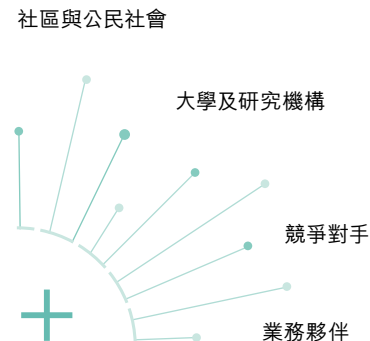 社區與公民社會
大學及研究機構
競爭對手
業務夥伴